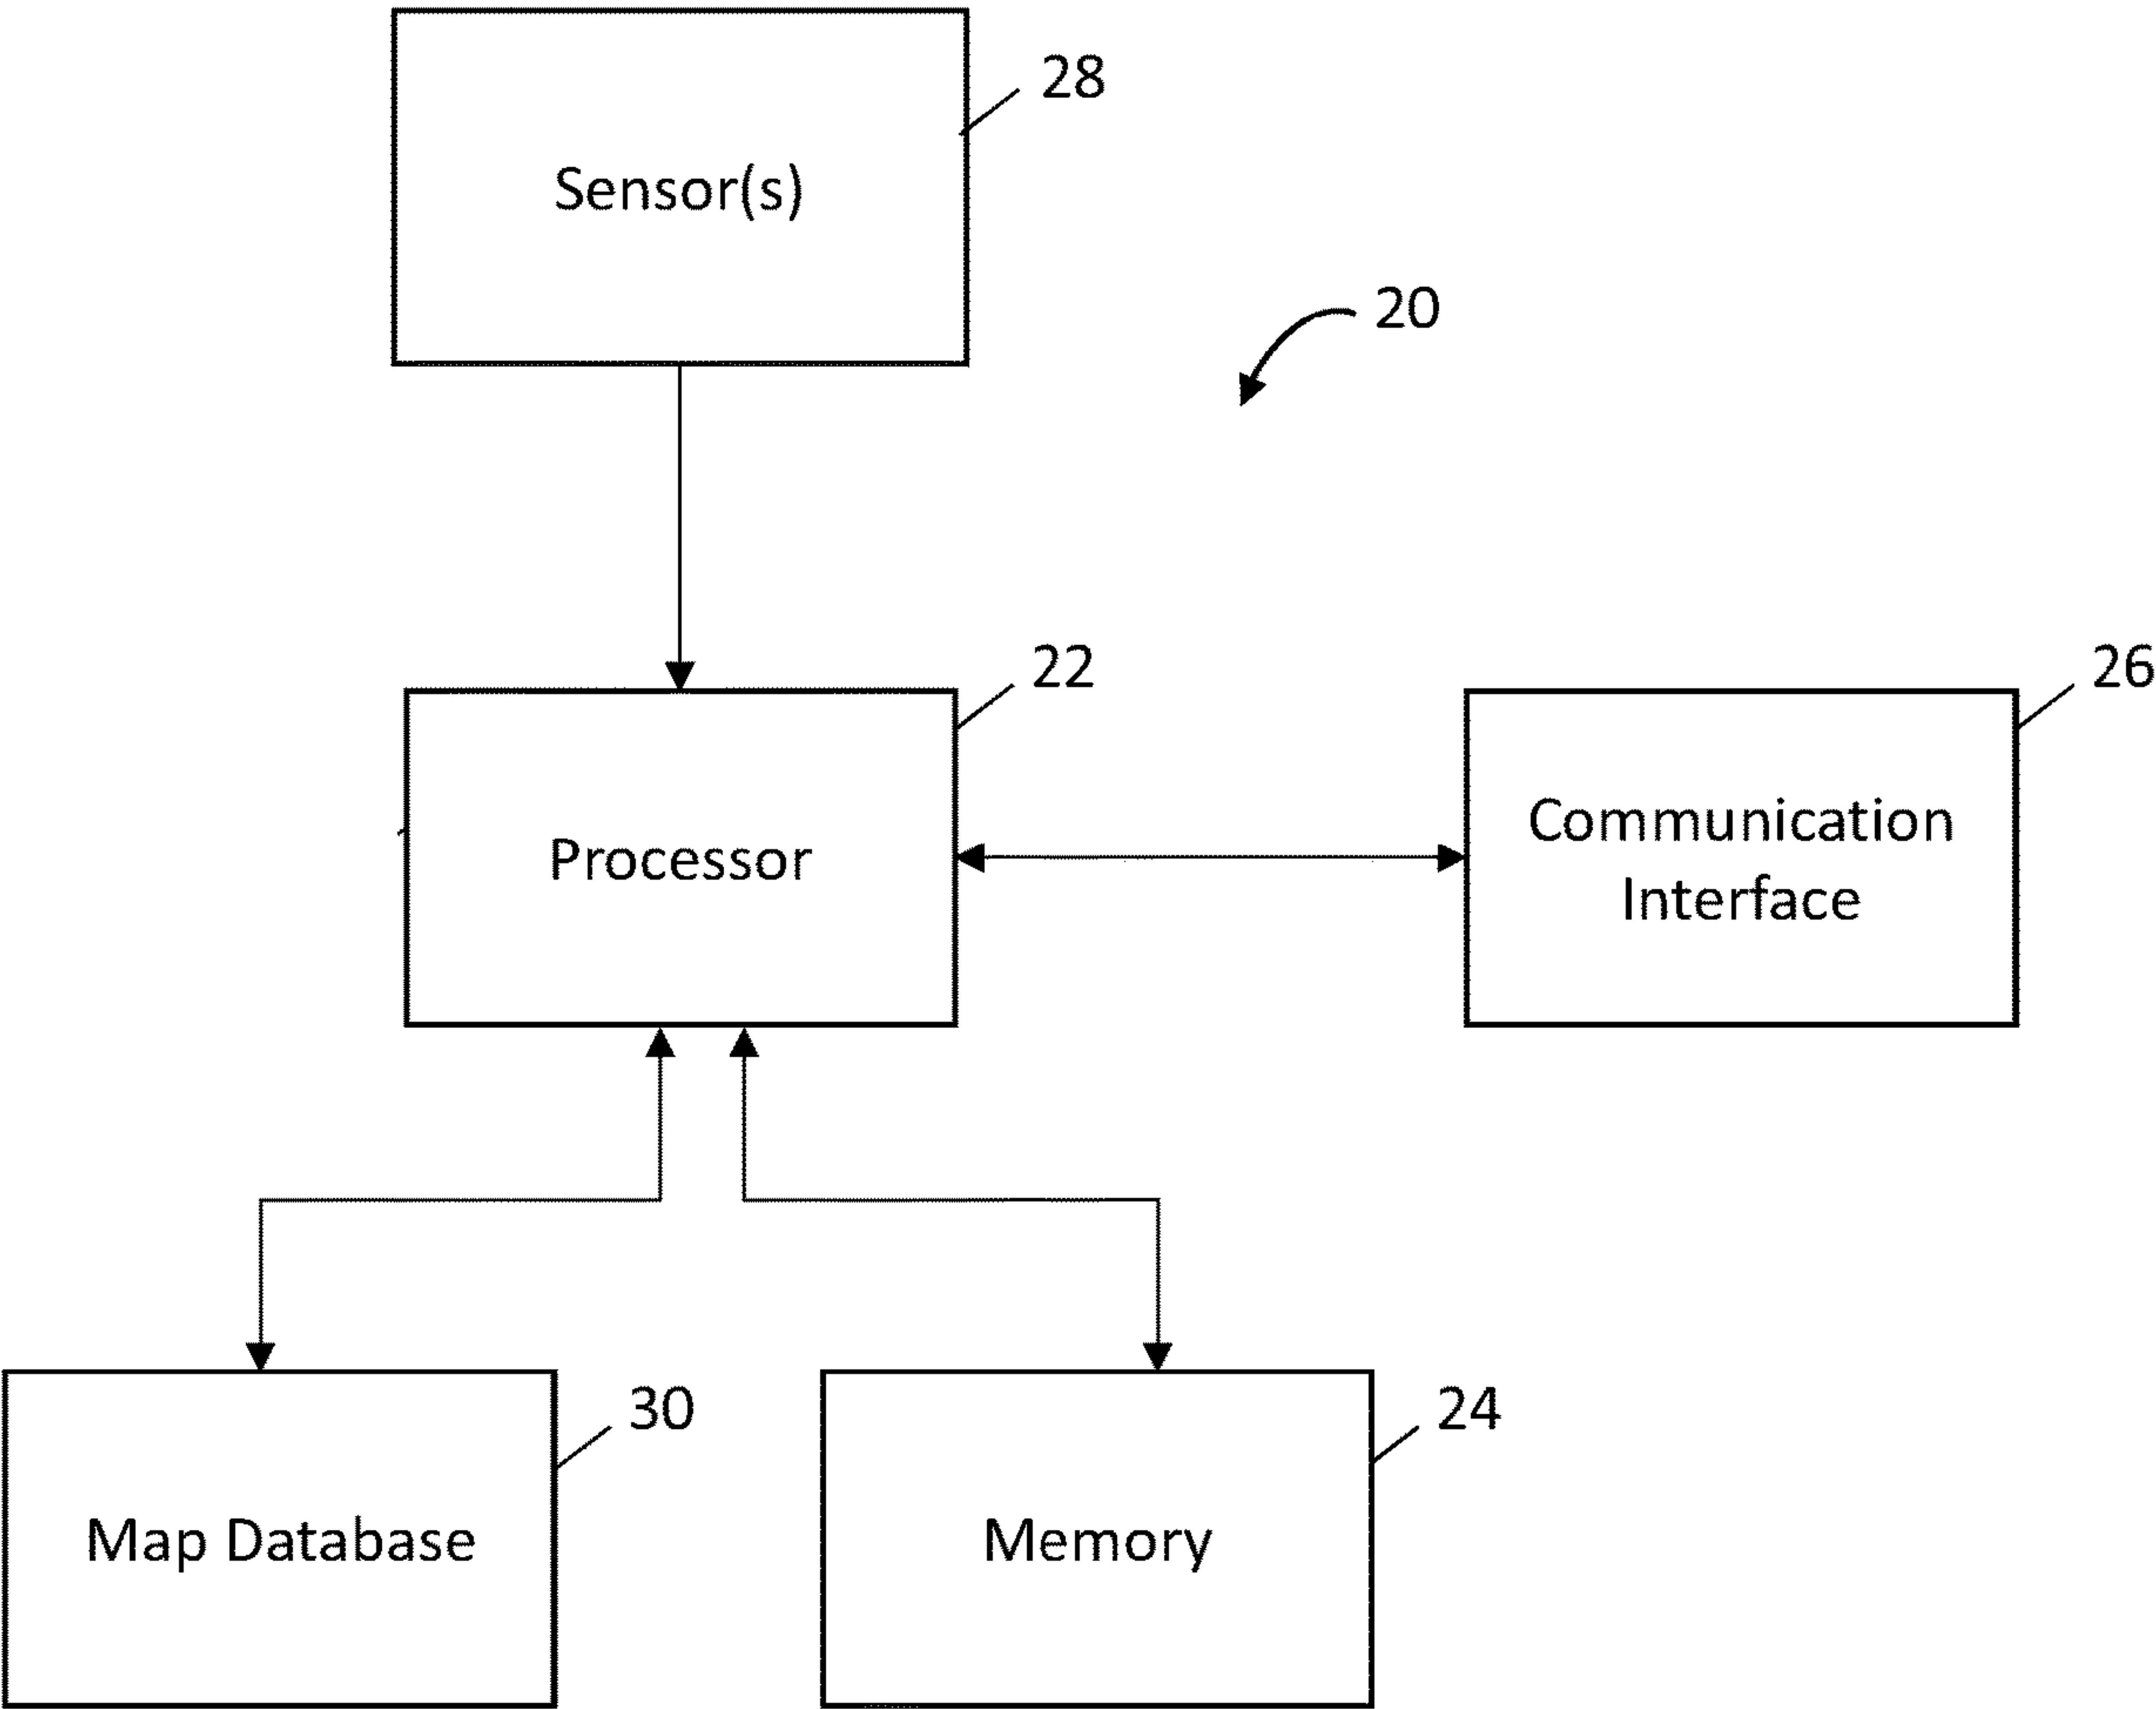 28
Sensor(s)
20
22
26
Processor
Communication
Interface
30
24
Map Database
Memory